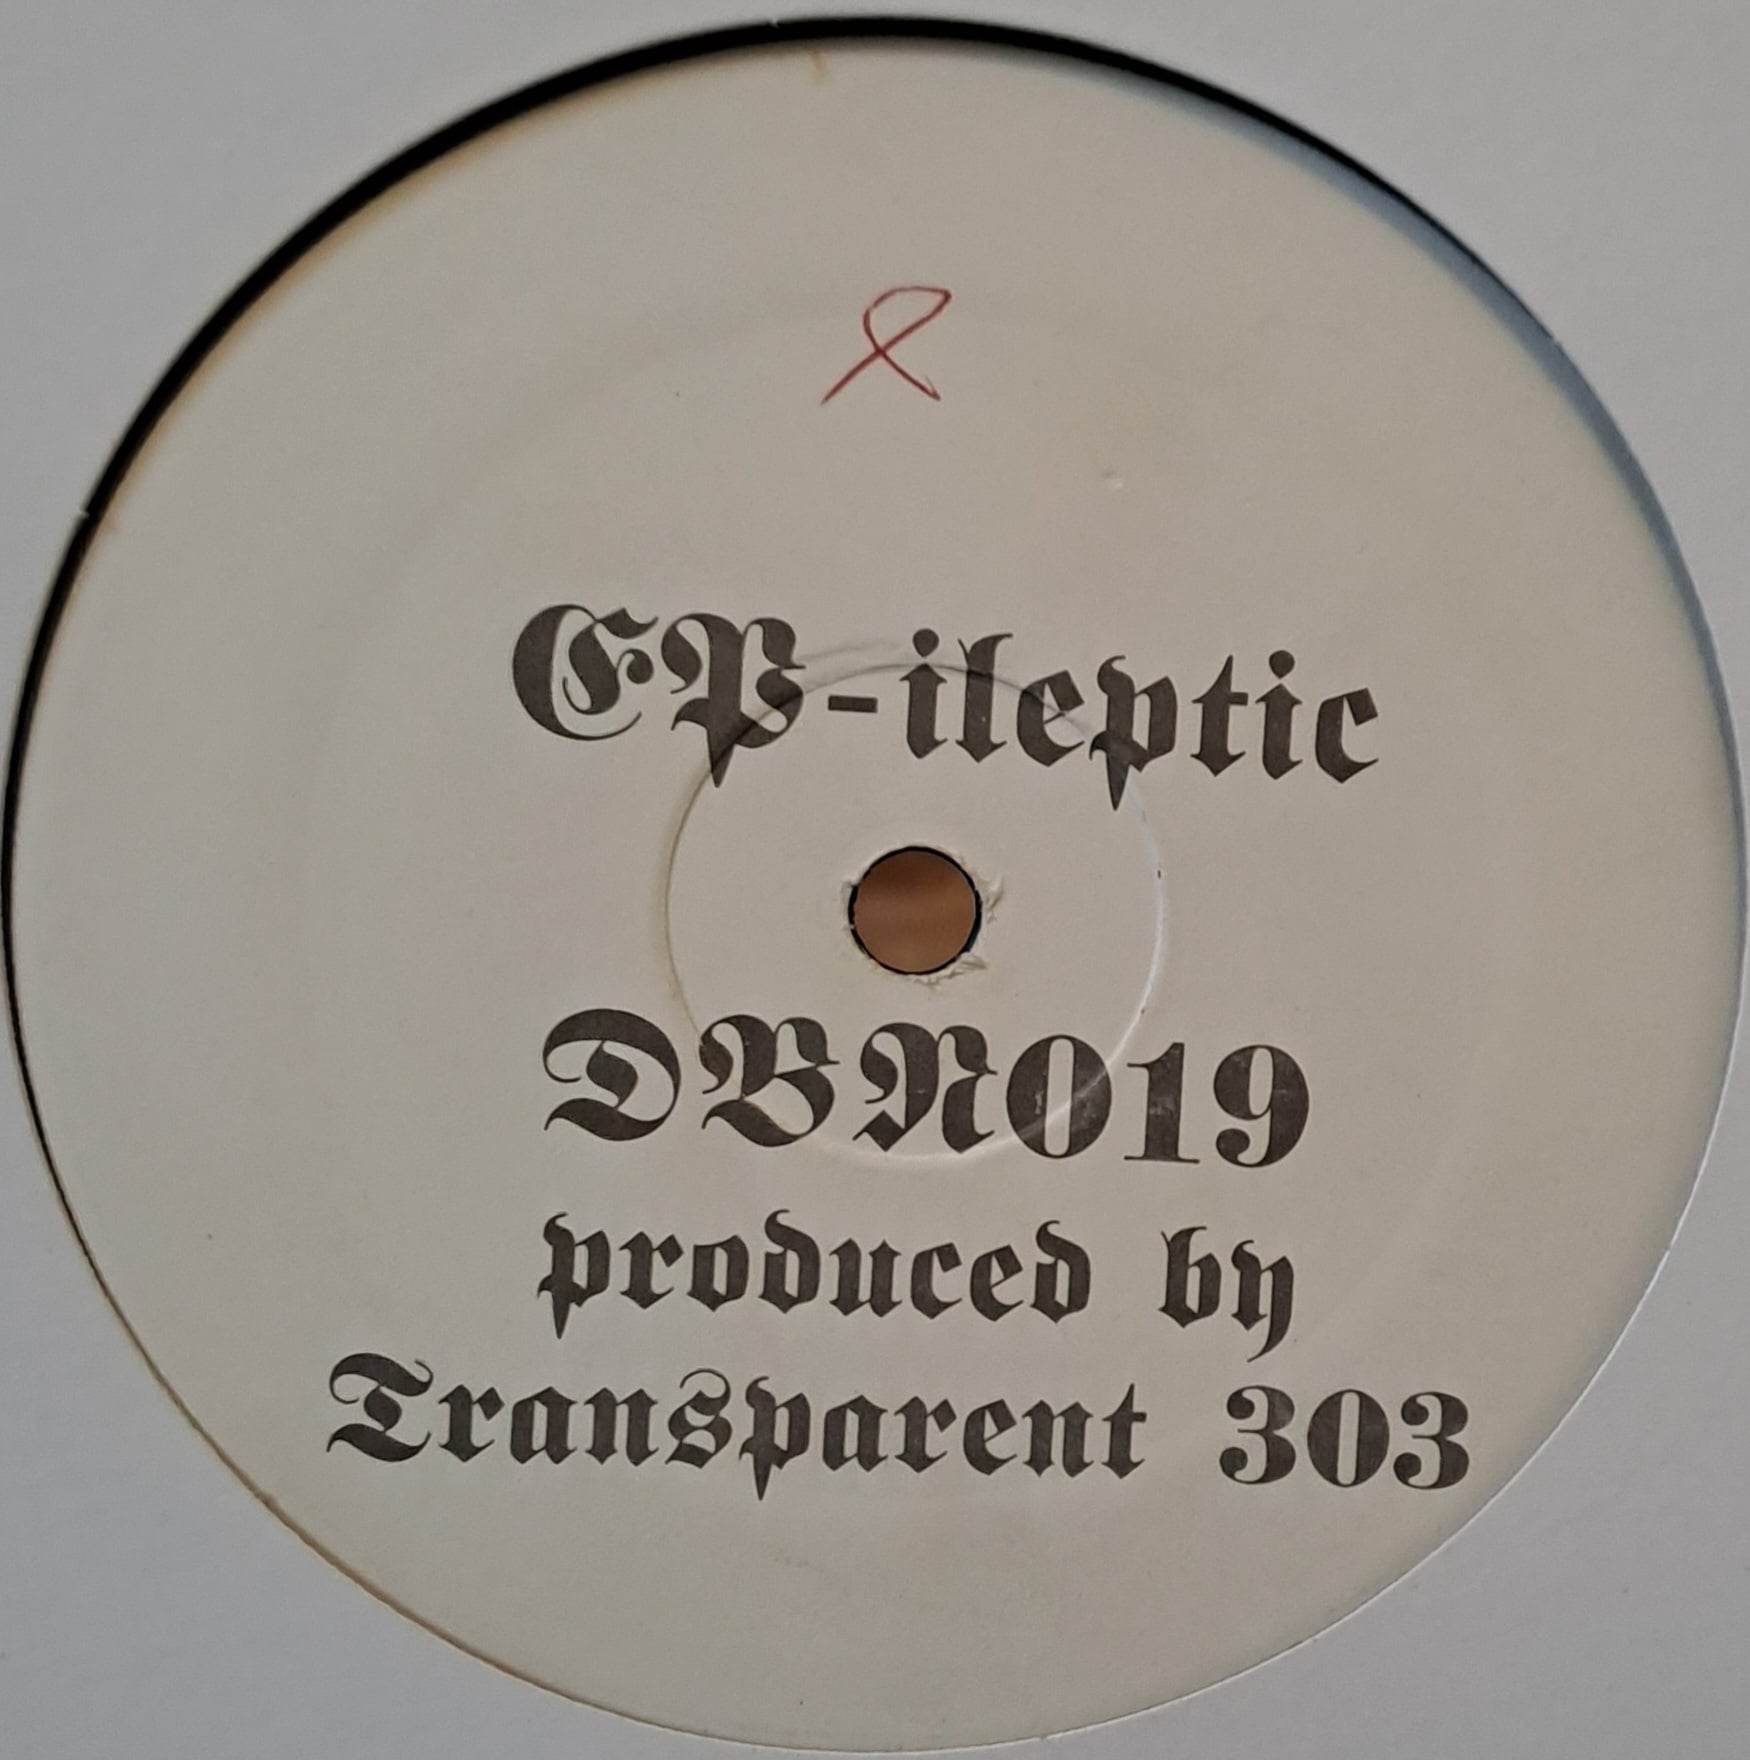 EP-ileptic
DBN019
produced by
Transparent 303